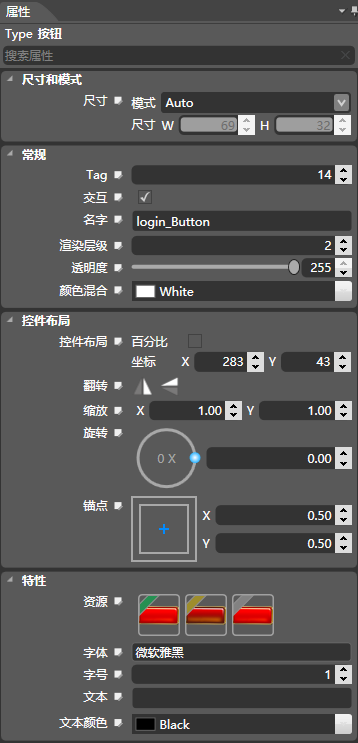 属性
Type 按钮
搜索属性
尺寸和模式
尺寸 模式 Auto
尺寸 W 69 H 32
常规
Tag 14
交互
名字 login_Button
渲染层级 2
透明度 255
颜色混合 White
控件布局
控件布局 百分比
坐标 X 283 Y 43
翻转
缩放 X 1.00 Y 1.00
旋转 0 X 0.00
锚点 X 0.50
Y 0.50
特性
资源
字体 微软雅黑
字号 1
文本
文本颜色 Black